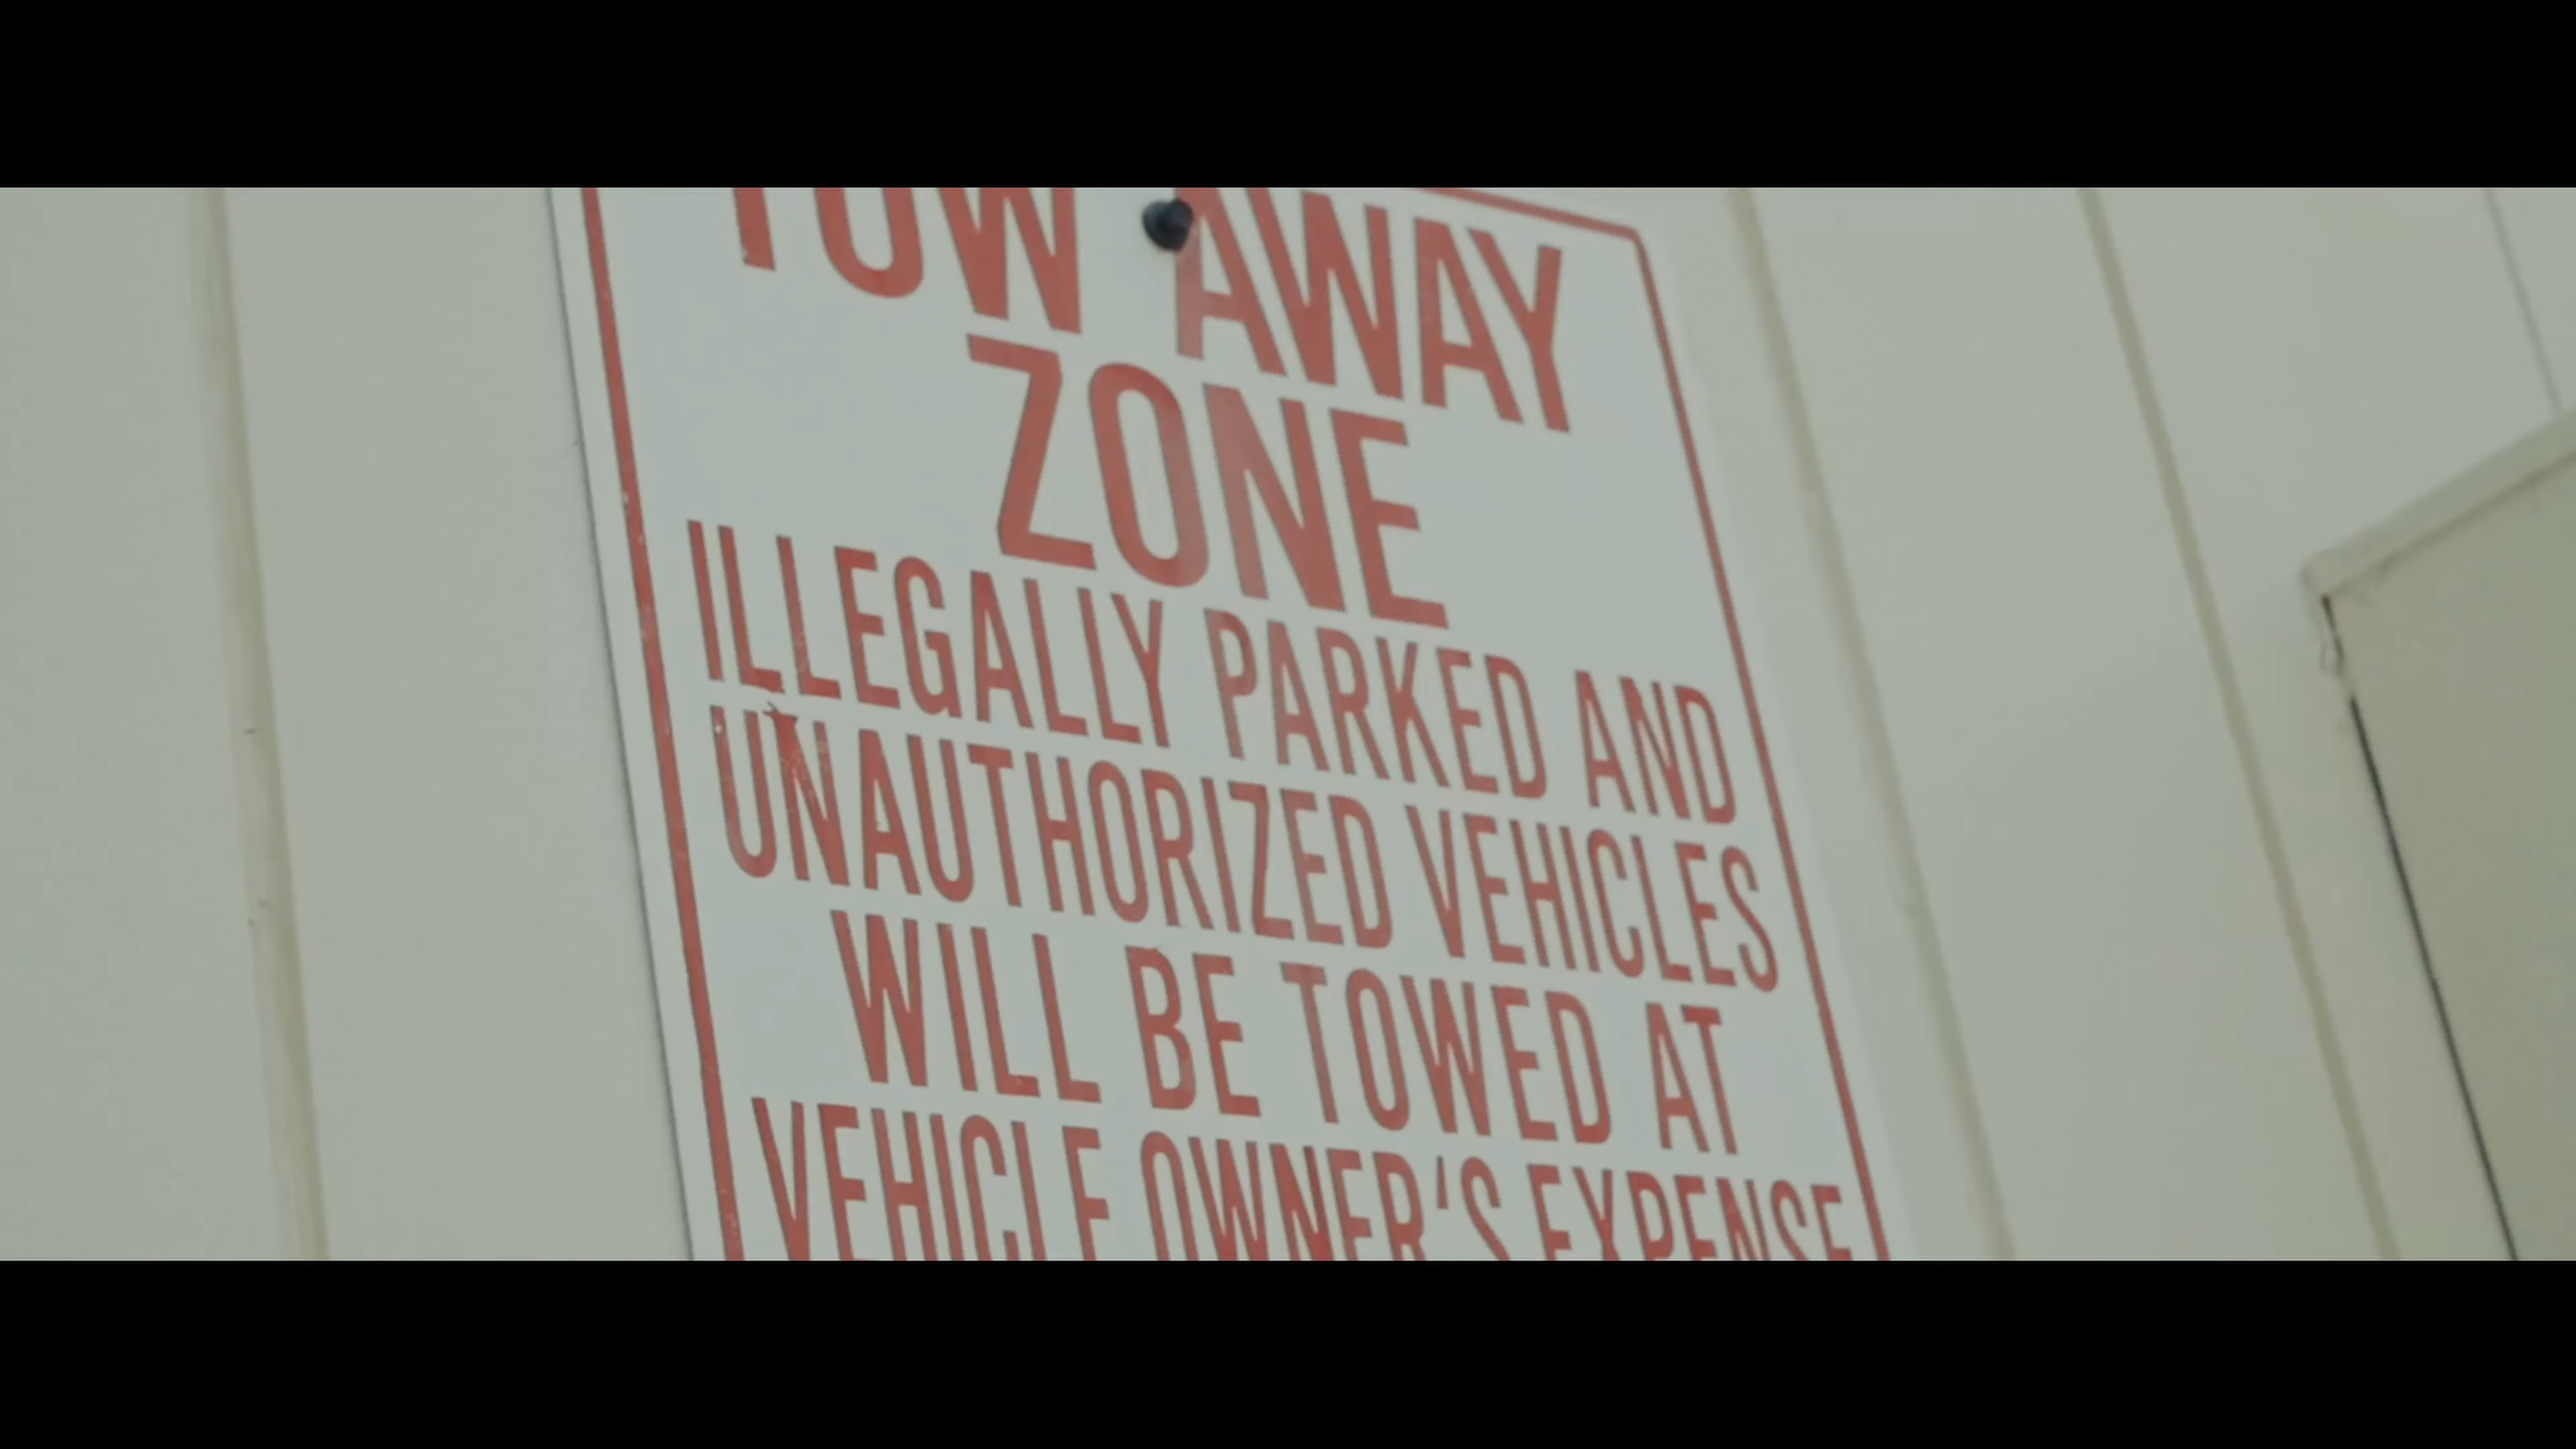 TOW AWAY
ZONE
ILLEGALLY PARKED AND
UNAUTHORIZED VEHICLES
WILL BE TOWED AT
VEHICLE OWNER'S EXPENSE